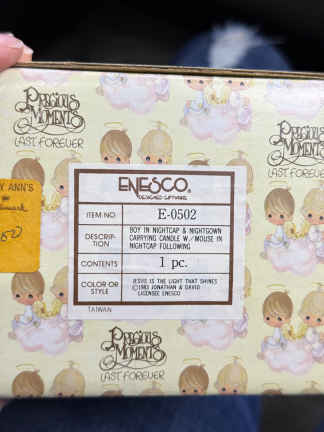 PRECIOUS
MOMENTS
LAST FOREVER
PRECIOUS
MOMENTS
LAST FOREVER
Y ANN'S
ENESCO®
DESIGNED GIFTWARE
ITEM NO
E-0502
DESCRIP-
TION
BOY IN NIGHTCAP & NIGHTGOWN
CARRYING CANDLE W./MOUSE IN
NIGHTCAP FOLLOWING
CONTENTS
1 pc.
COLOR OR
STYLE
JESUS IS THE LIGHT THAT SHINES
©1983 JONATHAN & DAVID
LICENSEE ENESCO
TAIWAN
PRECIOUS
MOMENTS
LAST FOREVER